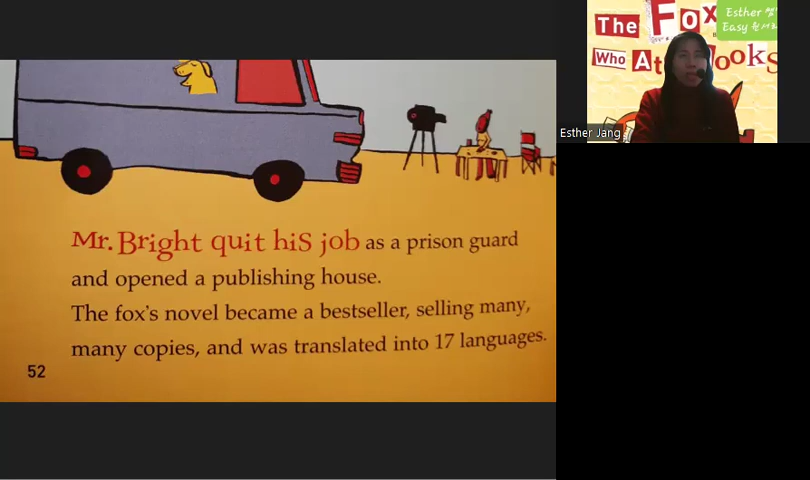 Mr. Bright quit his job as a prison guard
and opened a publishing house.
The fox's novel became a bestseller, selling many,
many copies, and was translated into 17 languages.
52
The Fox
Who At ooks
Esther
Easy
Esther Jang